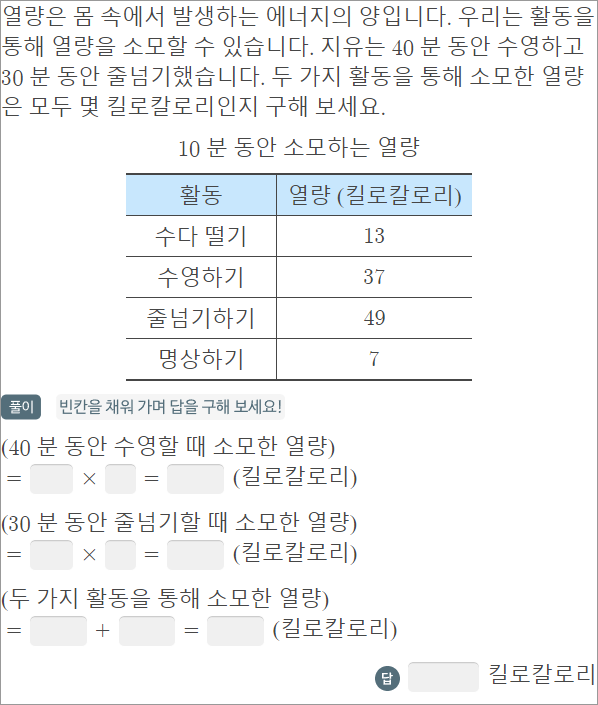 열량은 몸 속에서 발생하는 에너지의 양입니다. 우리는 활동을
통해 열량을 소모할 수 있습니다. 지유는 40 분 동안 수영하고
30 분 동안 줄넘기했습니다. 두 가지 활동을 통해 소모한 열량
은 모두 몇 킬로칼로리인지 구해 보세요.
10 분 동안 소모하는 열량
활동 열량 (킬로칼로리)
수다 떨기 13
수영하기 37
줄넘기하기 49
명상하기 7
풀이 빈칸을 채워 가며 답을 구해 보세요!
(40 분 동안 수영할 때 소모한 열량)
= × = (킬로칼로리)
(30 분 동안 줄넘기할 때 소모한 열량)
= × = (킬로칼로리)
(두 가지 활동을 통해 소모한 열량)
= + = (킬로칼로리)
답 킬로칼로리